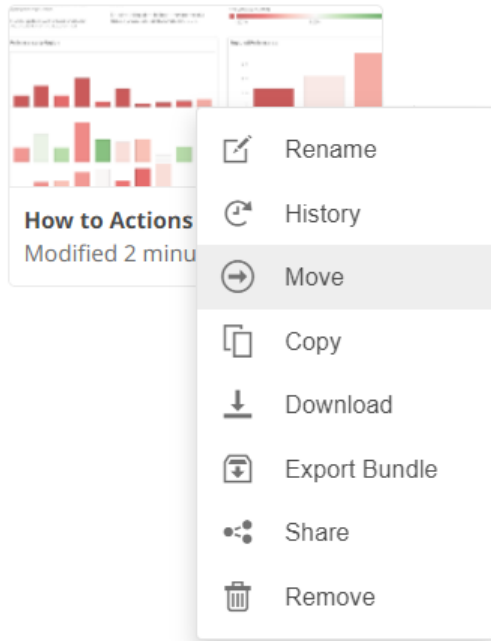 How to Actions
Modified 2 minu
Rename
History
Move
Copy
Download
Export Bundle
Share
Remove